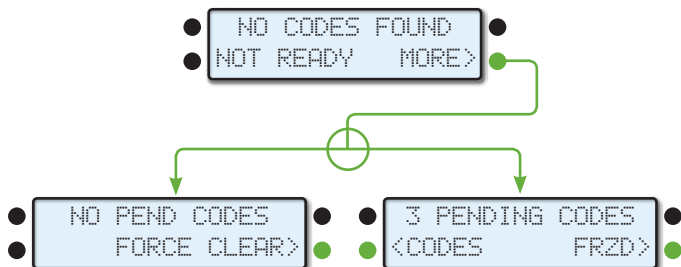 NO CODES FOUND
NOT READY MORE>
NO PEND CODES
FORCE CLEAR>
3 PENDING CODES
<CODES FRZD>